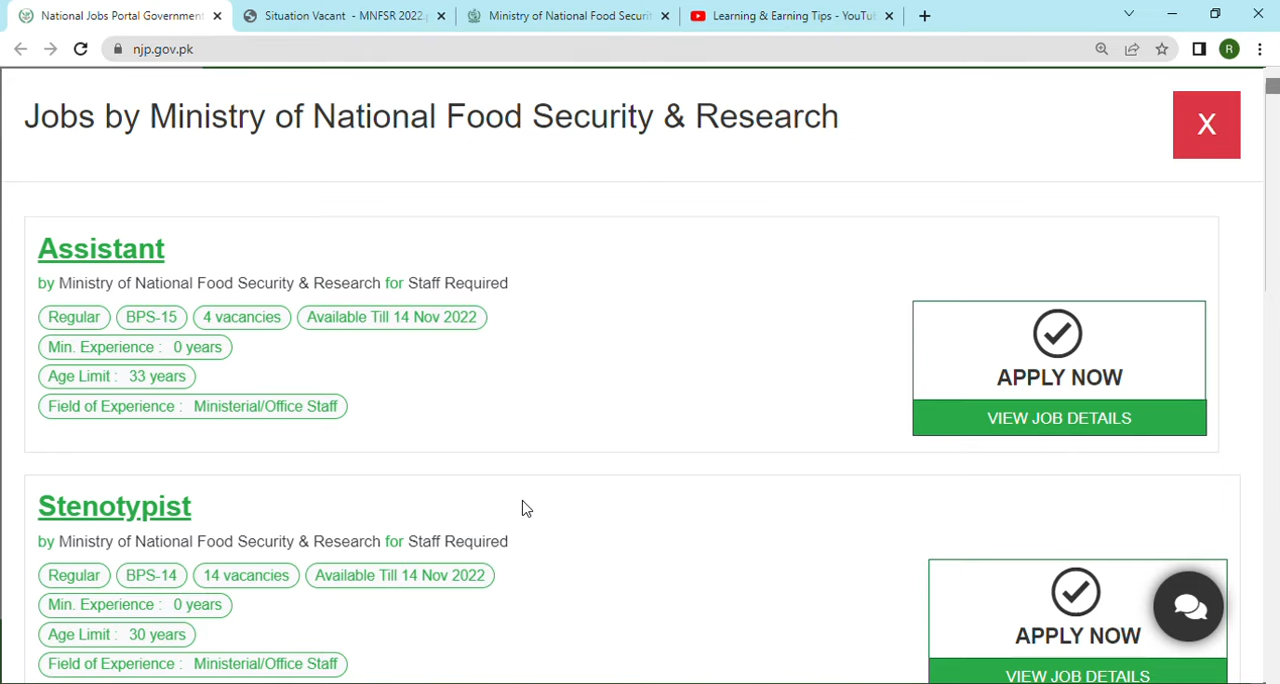 National Jobs Portal Government
Situation Vacant - MNFSR 2022.p
Ministry of National Food Securit
Learning & Earning Tips - YouTub
njp.gov.pk
R
Jobs by Ministry of National Food Security & Research
X
Assistant
by Ministry of National Food Security & Research for Staff Required
Regular BPS-15 4 vacancies Available Till 14 Nov 2022
Min. Experience : 0 years
Age Limit : 33 years
Field of Experience : Ministerial/Office Staff
APPLY NOW
VIEW JOB DETAILS
Stenotypist
by Ministry of National Food Security & Research for Staff Required
Regular BPS-14 14 vacancies Available Till 14 Nov 2022
Min. Experience : 0 years
Age Limit : 30 years
Field of Experience : Ministerial/Office Staff
APPLY NOW
VIEW JOB DETAILS